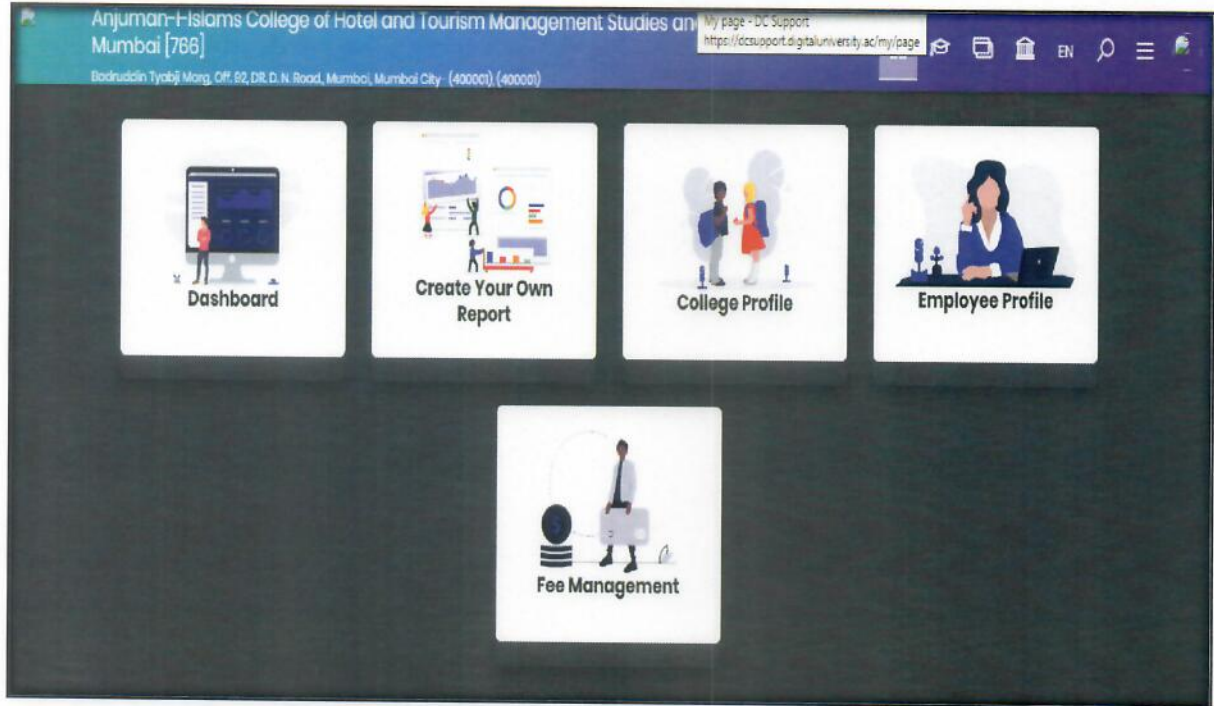 Anjuman-I-Islams College of Hotel and Tourism Management Studies an
Mumbai [766]
Badruddin Tyabji Marg, Off. 92, DR. D. N. Road, Mumbai, Mumbai City - (400001), (400001)
My page - DC Support
https://dcsupport.digitaluniversity.ac/my/page
EN
Dashboard
Create Your Own
Report
College Profile
Employee Profile
Fee Management